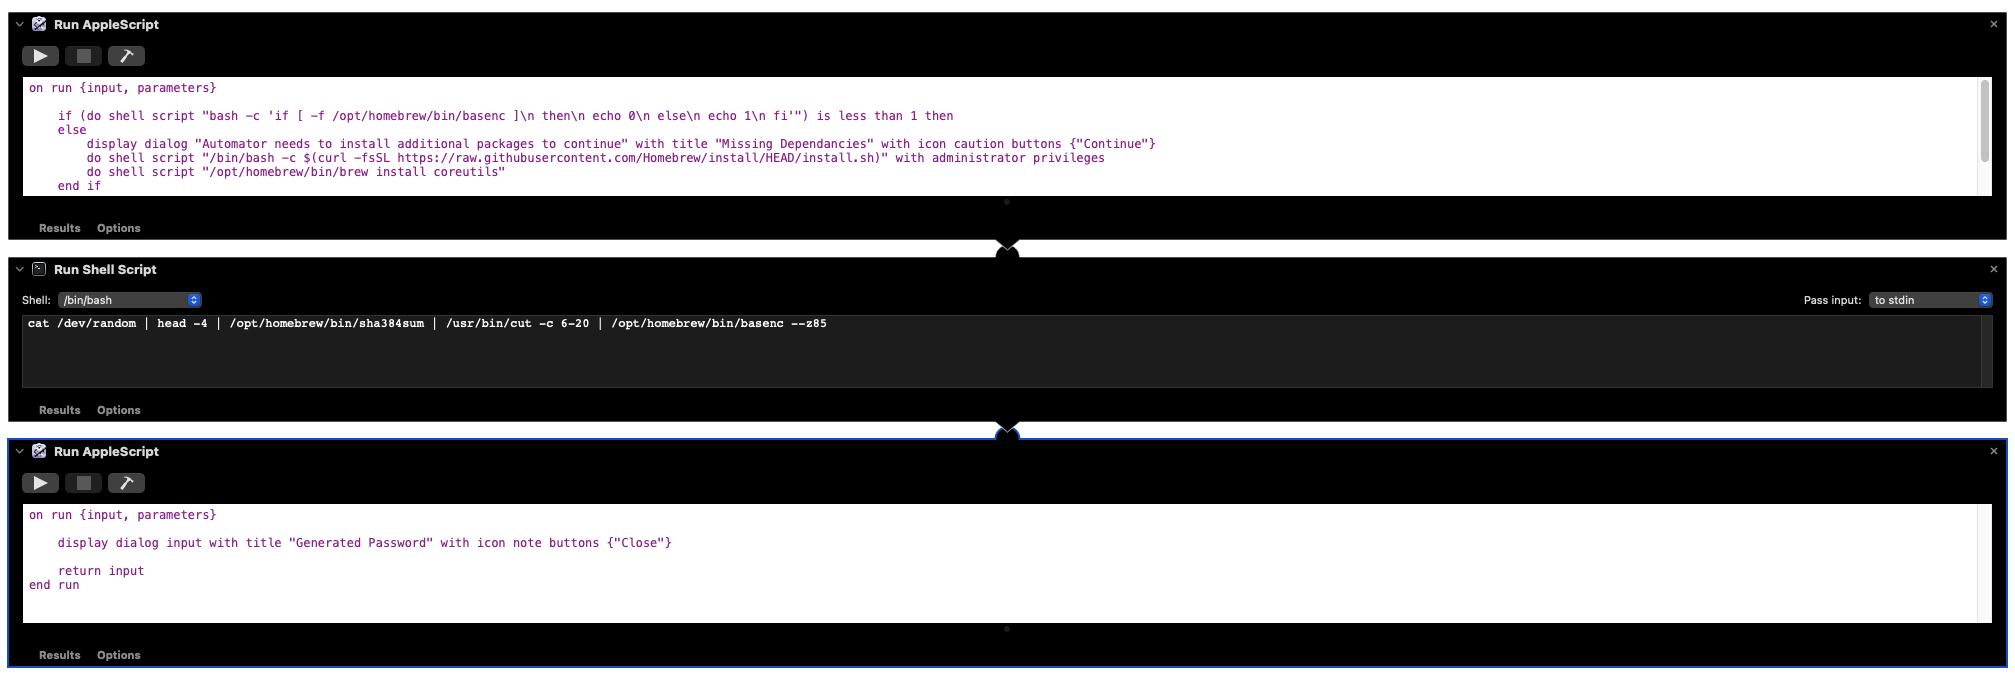 Run AppleScript
on run {input, parameters}
if (do shell script "bash -c 'if [ -f /opt/homebrew/bin/basenc ]\n then\n echo 0\n else\n echo 1\n fi'") is less than 1 then
else
display dialog "Automator needs to install additional packages to continue" with title "Missing Dependancies" with icon caution buttons {"Continue"}
do shell script "/bin/bash -c $(curl -fsSL https://raw.githubusercontent.com/Homebrew/install/HEAD/install.sh)" with administrator privileges
do shell script "/opt/homebrew/bin/brew install coreutils"
end if
Results Options
Run Shell Script
Shell: /bin/bash Pass input: to stdin
cat /dev/random | head -4 | /opt/homebrew/bin/sha384sum | /usr/bin/cut -c 6-20 | /opt/homebrew/bin/basenc --z85
Results Options
Run AppleScript
on run {input, parameters}
display dialog input with title "Generated Password" with icon note buttons {"Close"}
return input
end run
Results Options